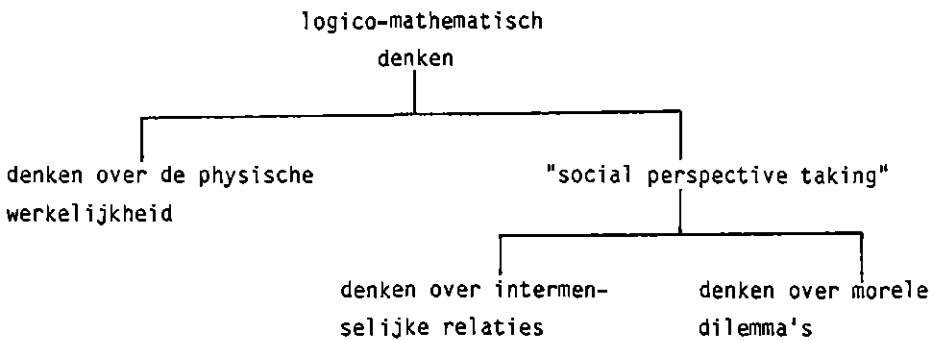 logico-mathematisch
denken
denken over de physische
werkelijkheid
"social perspective taking"
denken over intermen-
selijke relaties
denken over morele
dilemma's